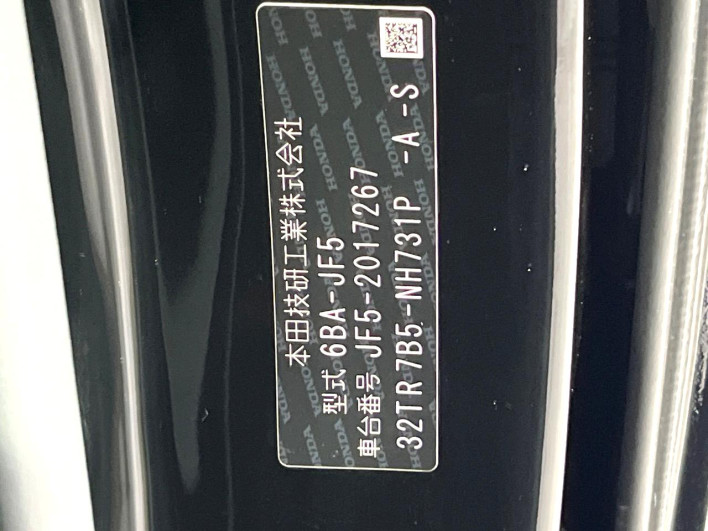 本田技研工業株式会社
型式 6BA-JF5
車台番号 JF5-2017267
32TR7B5-NH731P -A -S